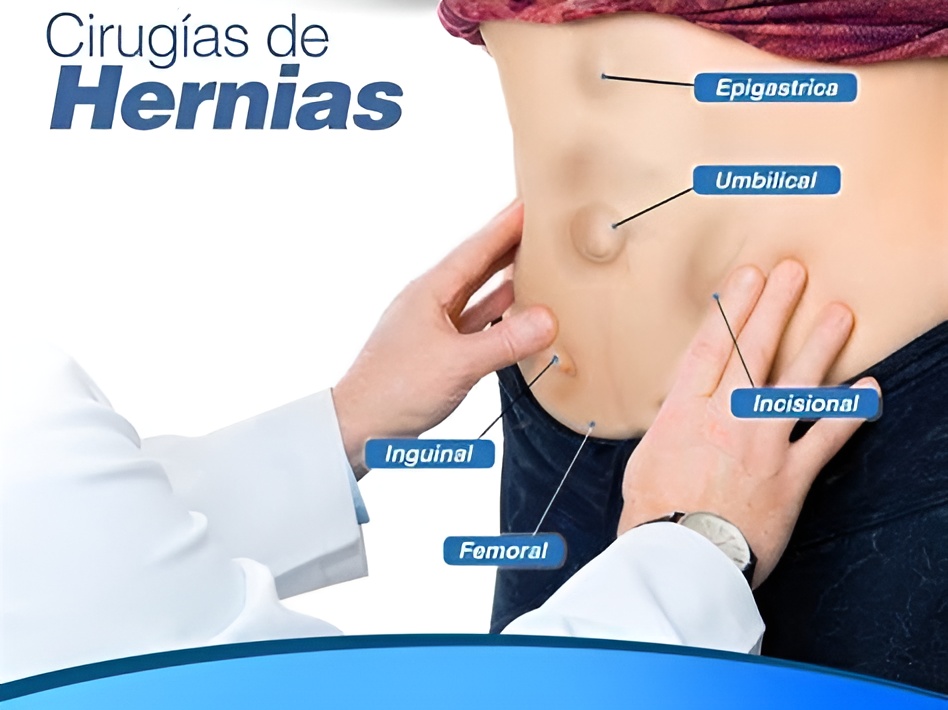 Cirugías de
Hernias
Epigastrica
Umbilical
Incisional
Inguinal
Femoral